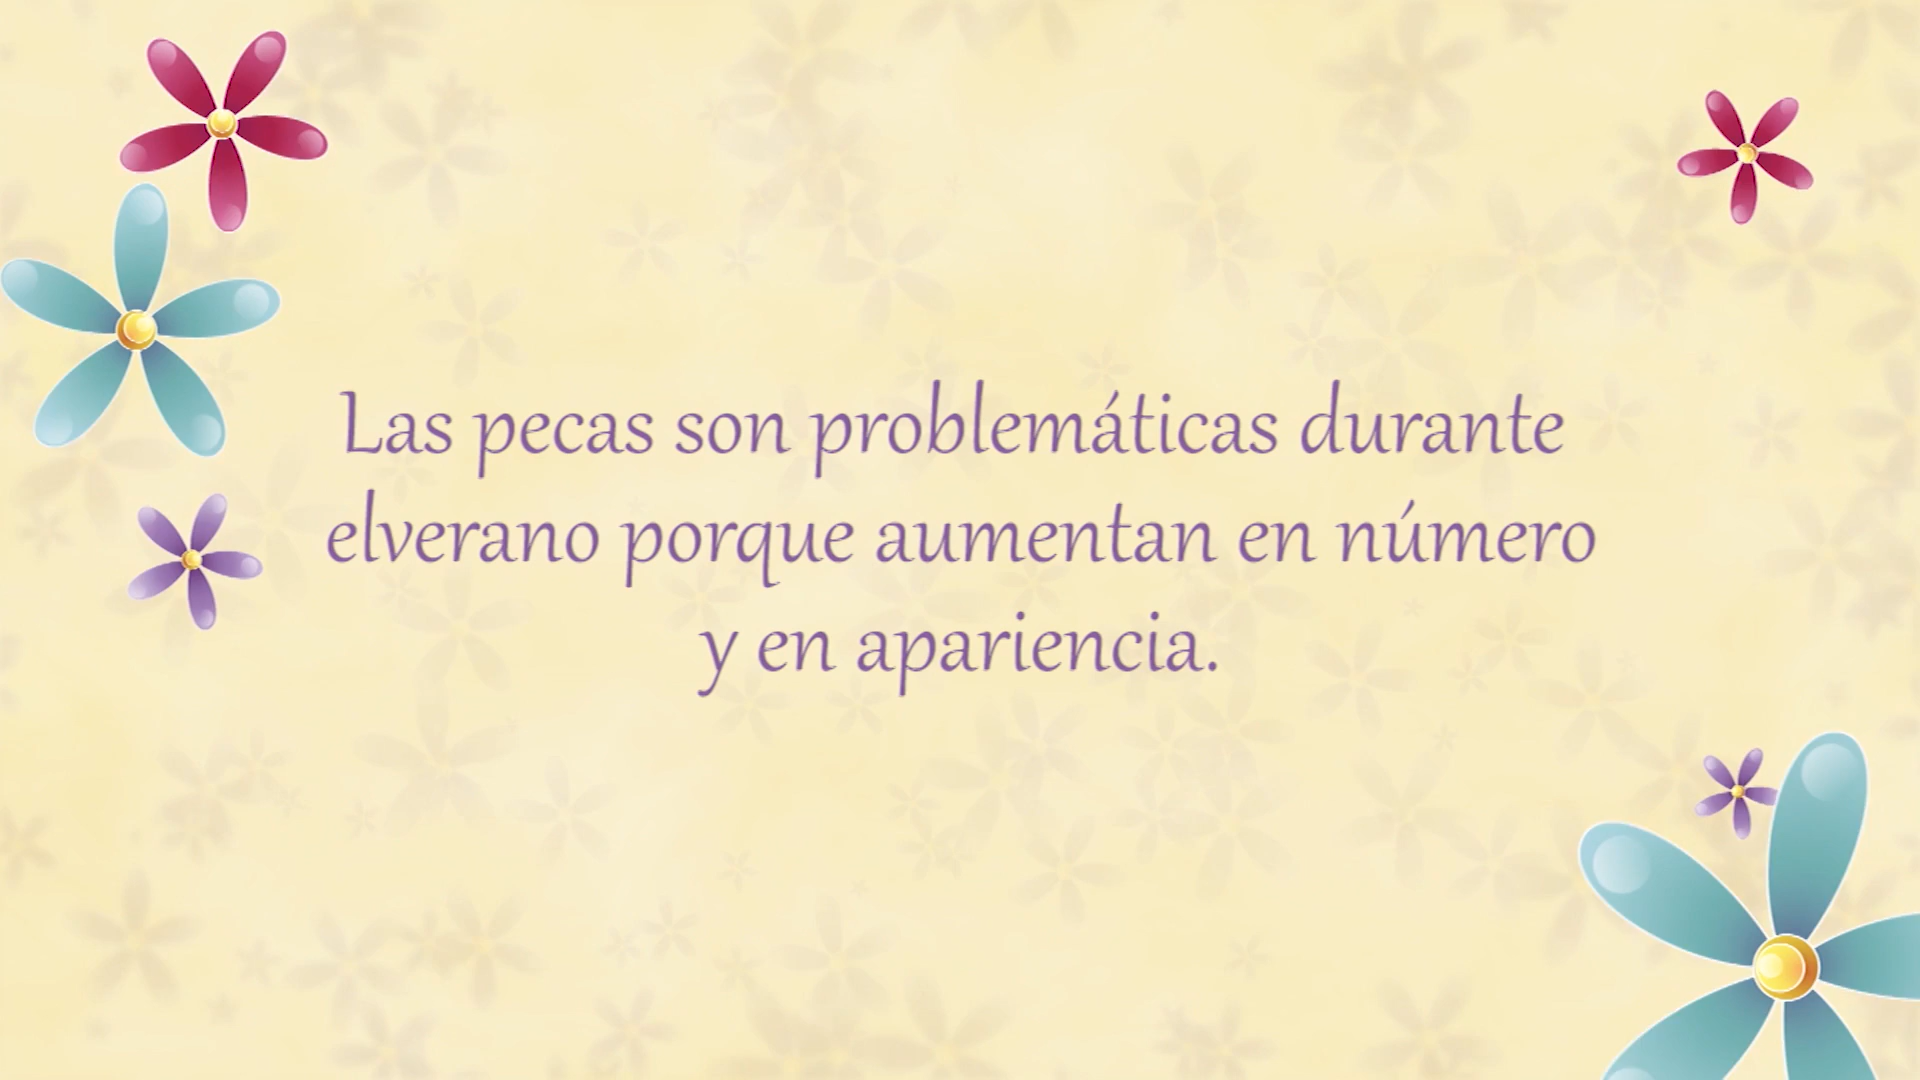 Las pecas son problemáticas durante
elverano porque aumentan en número
y en apariencia.